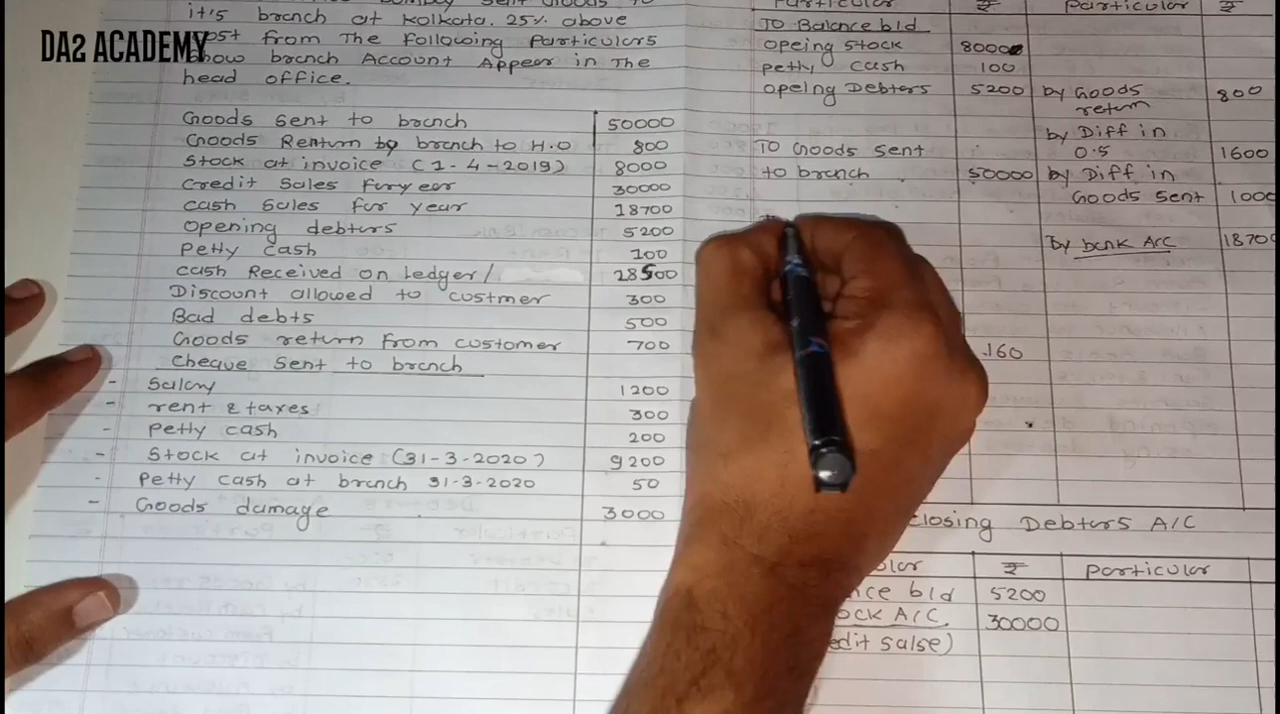 it's branch at Kolkata. 25% above
DA2 ACADEMY
cost from The following Particulars
show branch Account Appear in The
head office.
Goods sent to branch 50000
Goods Renturn by branch to H.O 800
Stock at invoice (1-4-2019) 8000
Credit sales for year 30000
cash sales for year 18700
opening debturs 5200
Petty cash 100
cash Received on ledger/ 28500
Discount allowed to custmer 300
Bad debts 500
Goods return from customer 700
cheque sent to branch
- Salary 1200
- rent & taxes 300
- Petty cash 200
- Stock at invoice (31-3-2020) 9200
- Petty cash at branch 31-3-2020 50
- Goods damage 3000
Particular ₹ Particular ₹
TO Balance b/d
opeing stock 8000
petty cash 100
opeing Debters 5200 by Goods 800
return
by Diff in
TO Goods sent 0.5 1600
to branch 50000 by Diff in
Goods sent 1000
by bank A/C 1870
160
closing Debturs A/C
₹ particular
b/d 5200
A/C 30000
salse)